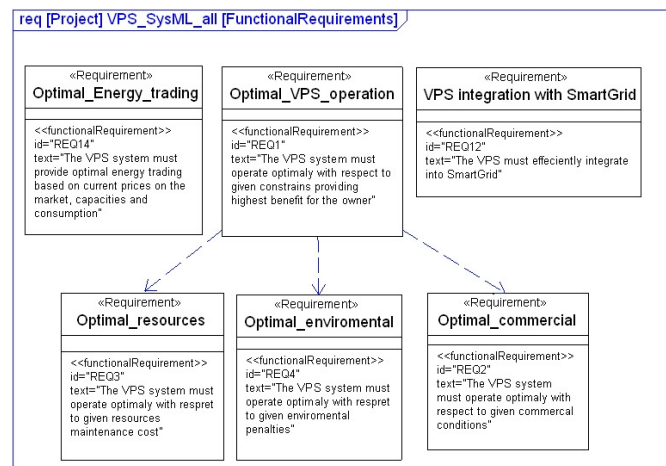 req [Project] VPS_SysML_all [FunctionalRequirements]
«Requirement»
Optimal_Energy_trading
<<functionalRequirement>>
id="REQ14"
text="The VPS system must
provide optimal energy trading
based on current prices on the
market, capacities and
consumption"
«Requirement»
Optimal_VPS_operation
<<functionalRequirement>>
id="REQ1"
text="The VPS system must
operate optimaly with respect to
given constrains providing
highest benefit for the owner"
«Requirement»
VPS integration with SmartGrid
<<functionalRequirement>>
id="REQ12"
text="The VPS must effeciently integrate
into SmartGrid"
«Requirement»
Optimal_resources
<<functionalRequirement>>
id="REQ3"
text="The VPS system must
operate optimaly with respret
to given resources
maintenance cost"
«Requirement»
Optimal_enviromental
<<functionalRequirement>>
id="REQ4"
text="The VPS system must
operate optimaly with respret
to given enviromental
penalties"
«Requirement»
Optimal_commercial
<<functionalRequirement>>
id="REQ2"
text="The VPS system
must operate optimaly with
respect to given commercal
conditions"